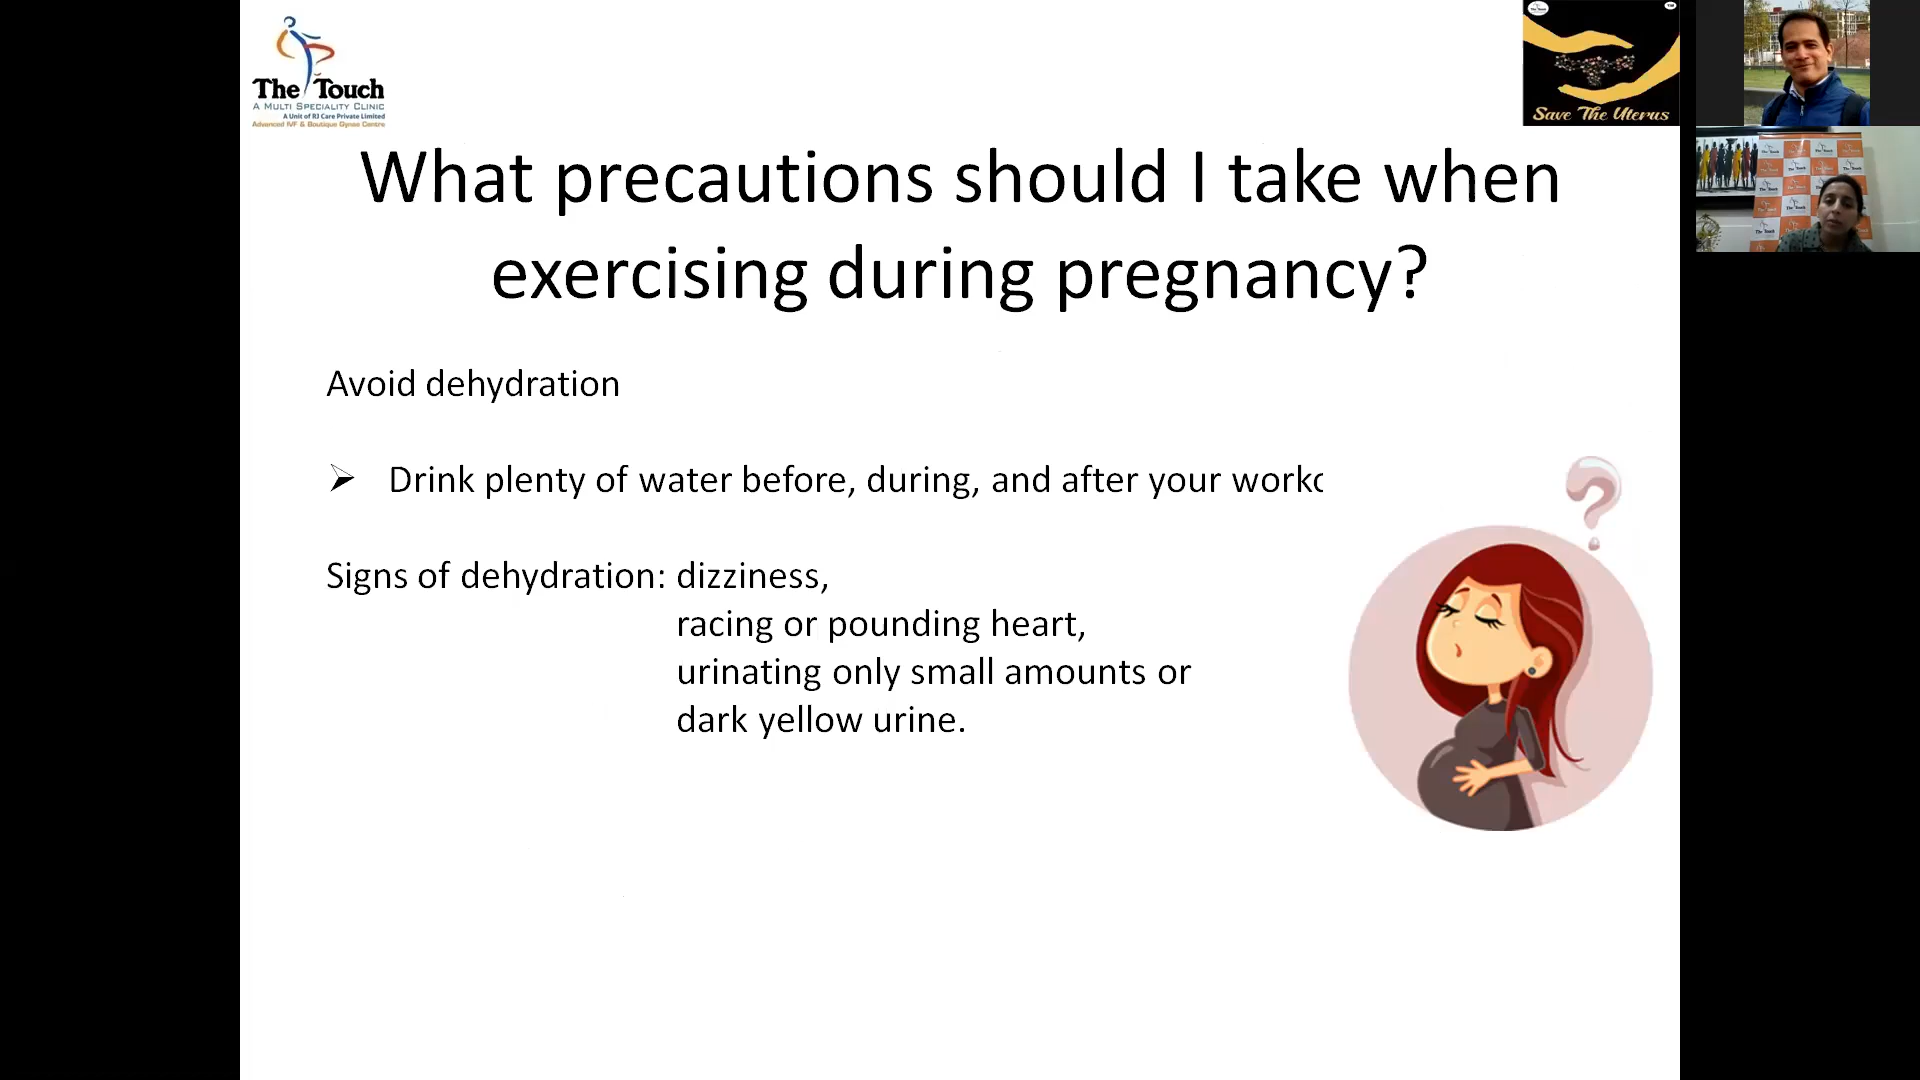 The Touch
A MULTI SPECIALITY CLINIC
A Unit of RJ Care Private Limited
Advanced IVF & Boutique Gynae Centre
Save The Uterus
What precautions should I take when
exercising during pregnancy?
Avoid dehydration
➢ Drink plenty of water before, during, and after your workc
Signs of dehydration: dizziness,
racing or pounding heart,
urinating only small amounts or
dark yellow urine.
?